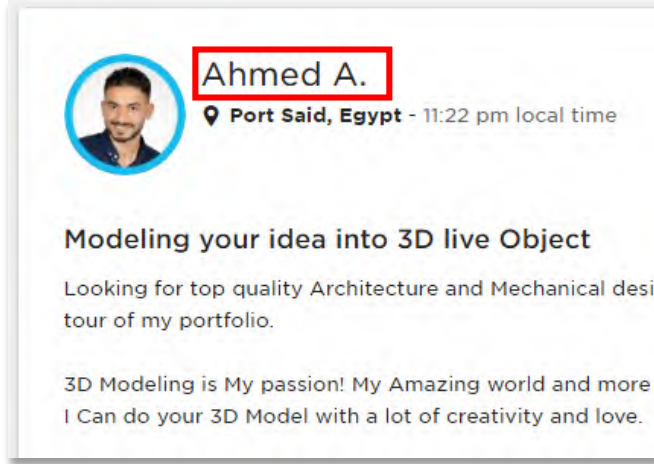 Ahmed A.
Port Said, Egypt - 11:22 pm local time
Modeling your idea into 3D live Object
Looking for top quality Architecture and Mechanical
tour of my portfolio.
3D Modeling is My passion! My Amazing world and more
I Can do your 3D Model with a lot of creativity and love.